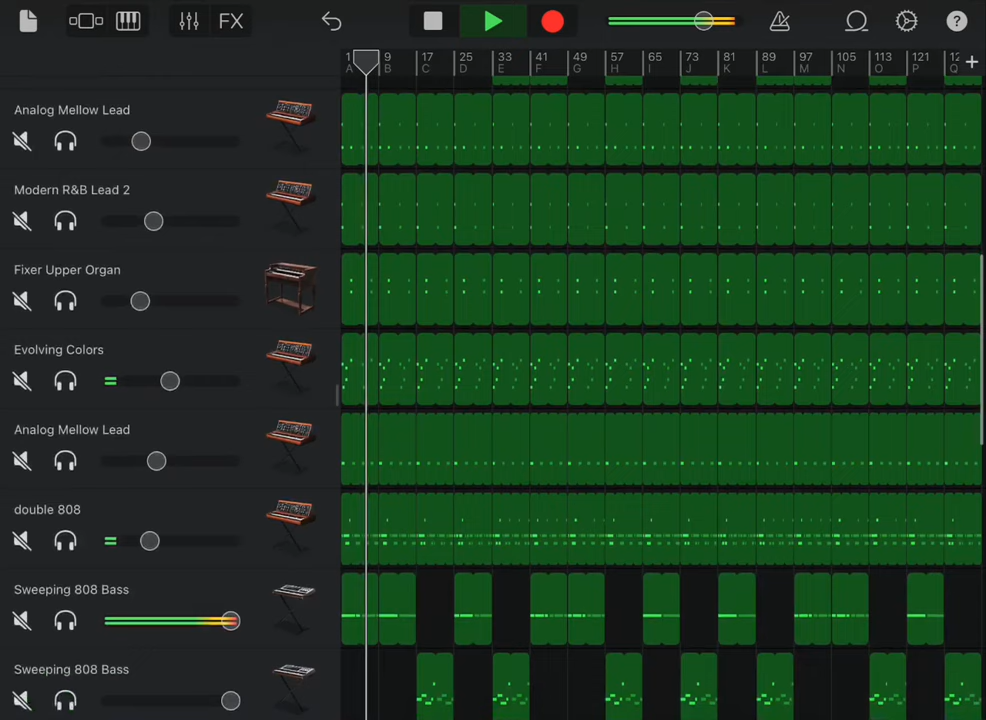 FX
?
1 9 17 25 33 41 49 57 65 73 81 89 97 105 113 121 12 +
A B C D E F G H I J K L M N O P Q
Analog Mellow Lead
Modern R&B Lead 2
Fixer Upper Organ
Evolving Colors
Analog Mellow Lead
double 808
Sweeping 808 Bass
Sweeping 808 Bass